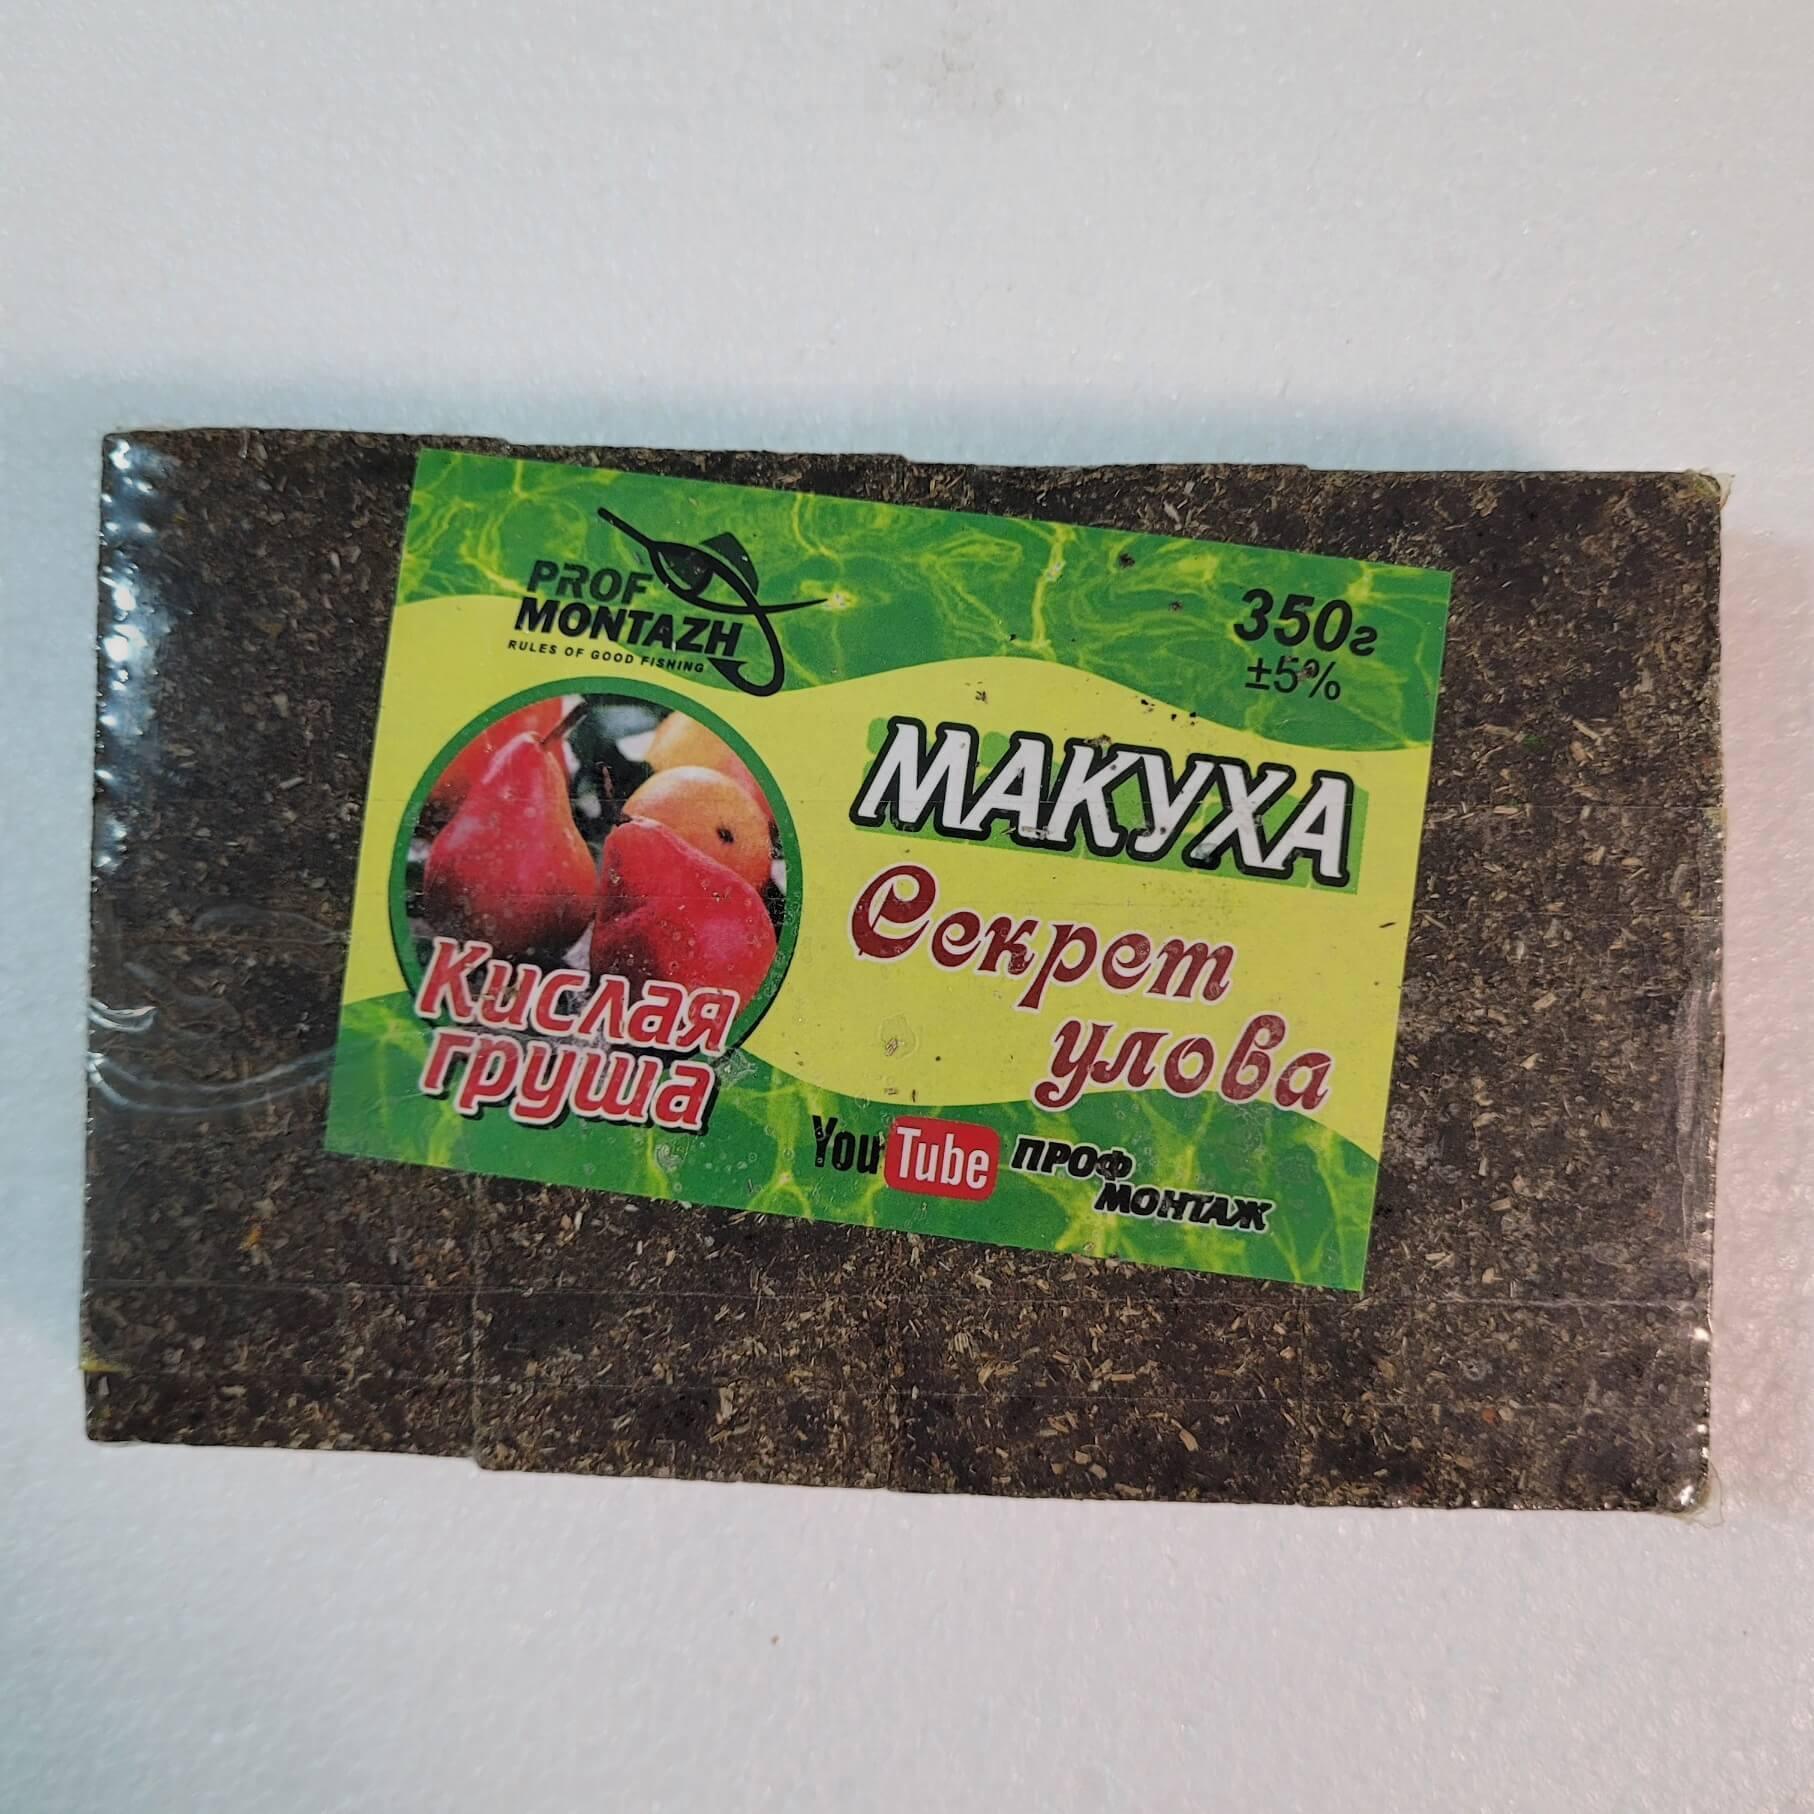 PROF
MONTAZH
RULES OF GOOD FISHING
350г
±5%
МАКУХА
Секрет
улова
Кислая
груша
YouTube ПРОФ
МОНТАЖ